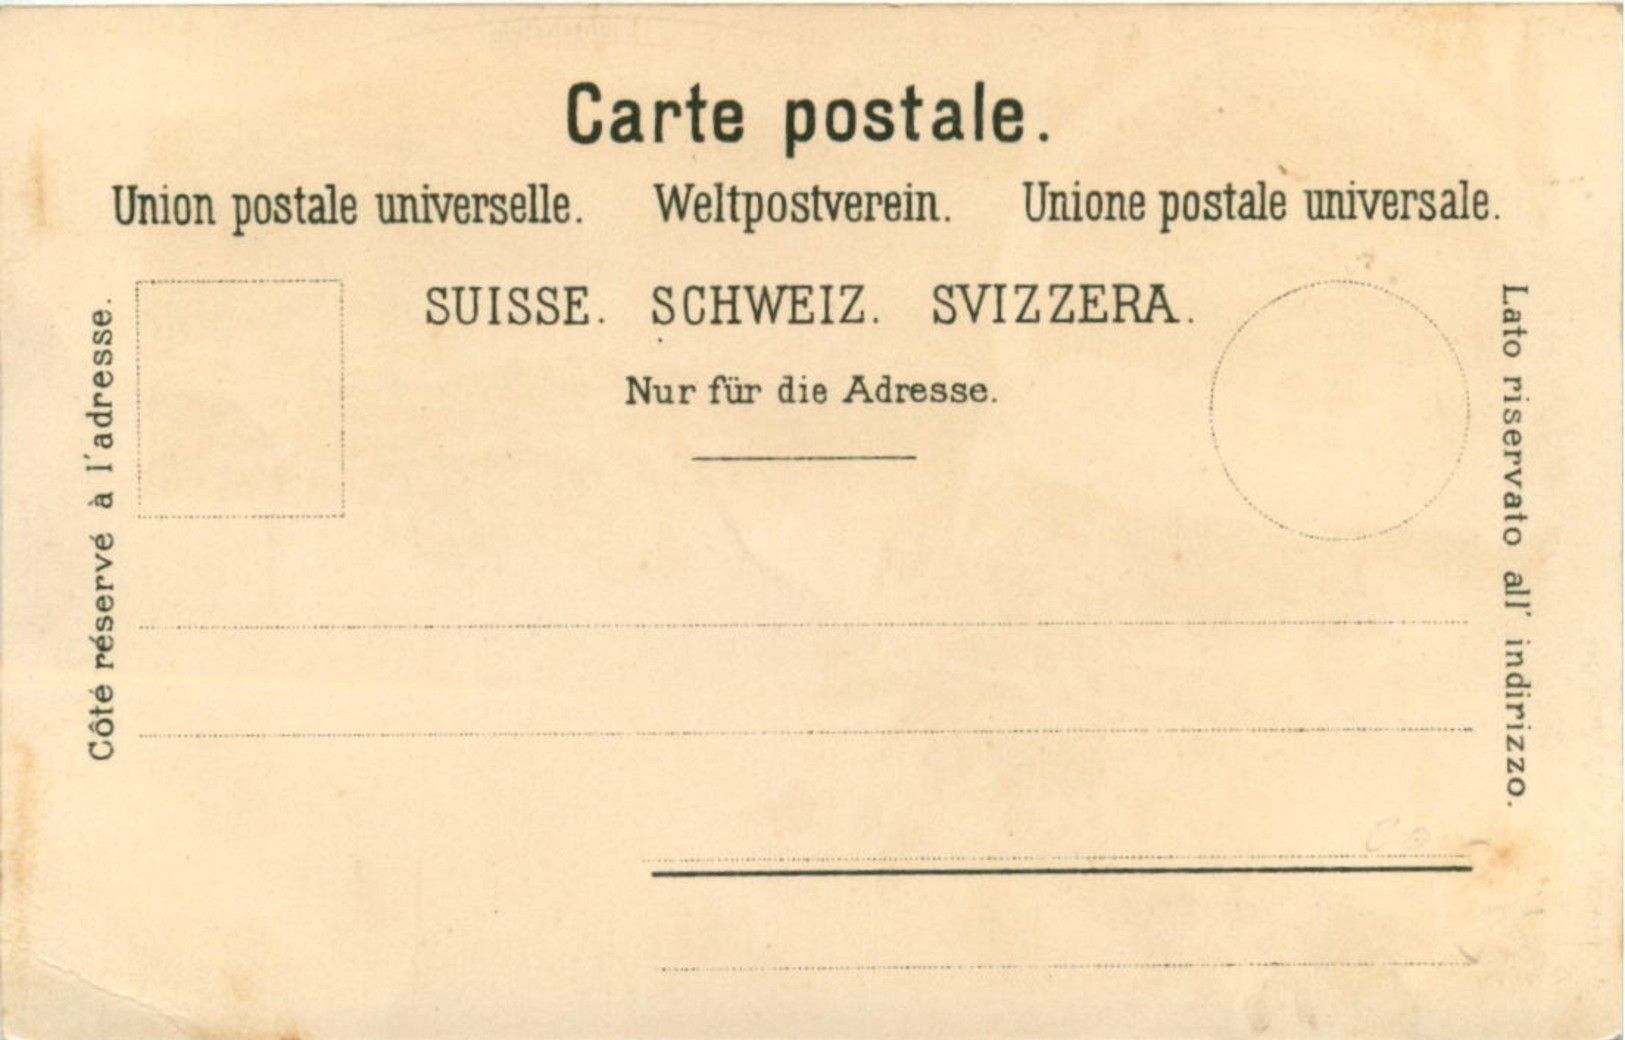 Carte postale.
Union postale universelle. Weltpostverein. Unione postale universale.
SUISSE. SCHWEIZ. SVIZZERA.
Nur für die Adresse.
Côté réservé à l'adresse.
Lato riservato all' indirizzo.